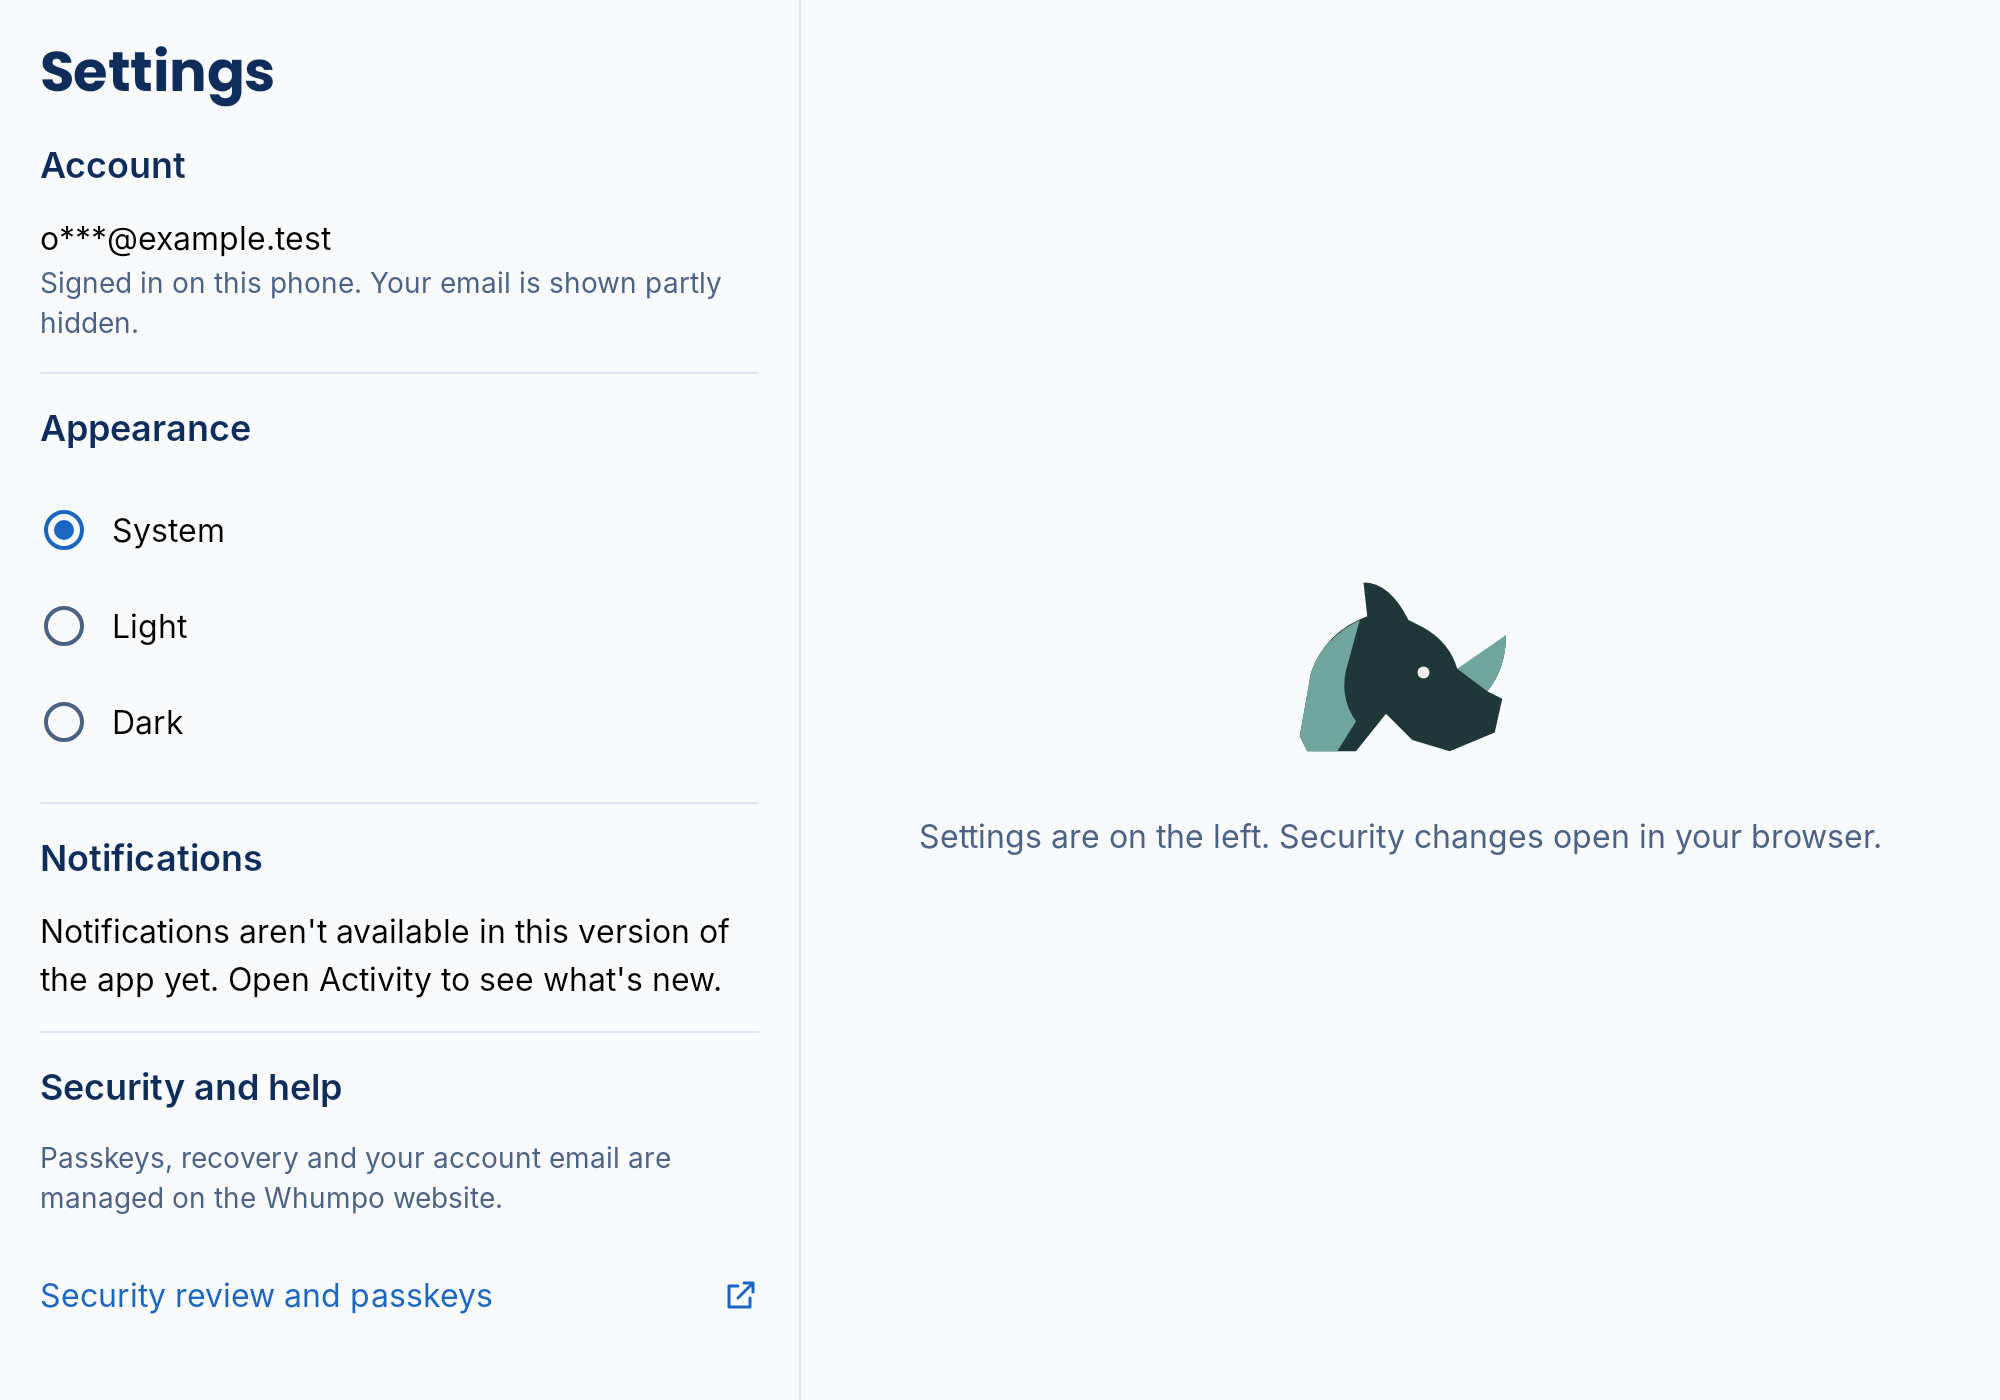 Settings
Account
o***@example.test
Signed in on this phone. Your email is shown partly
hidden.
Appearance
System
Light
Dark
Notifications
Notifications aren't available in this version of
the app yet. Open Activity to see what's new.
Security and help
Passkeys, recovery and your account email are
managed on the Whumpo website.
Security review and passkeys
Settings are on the left. Security changes open in your browser.